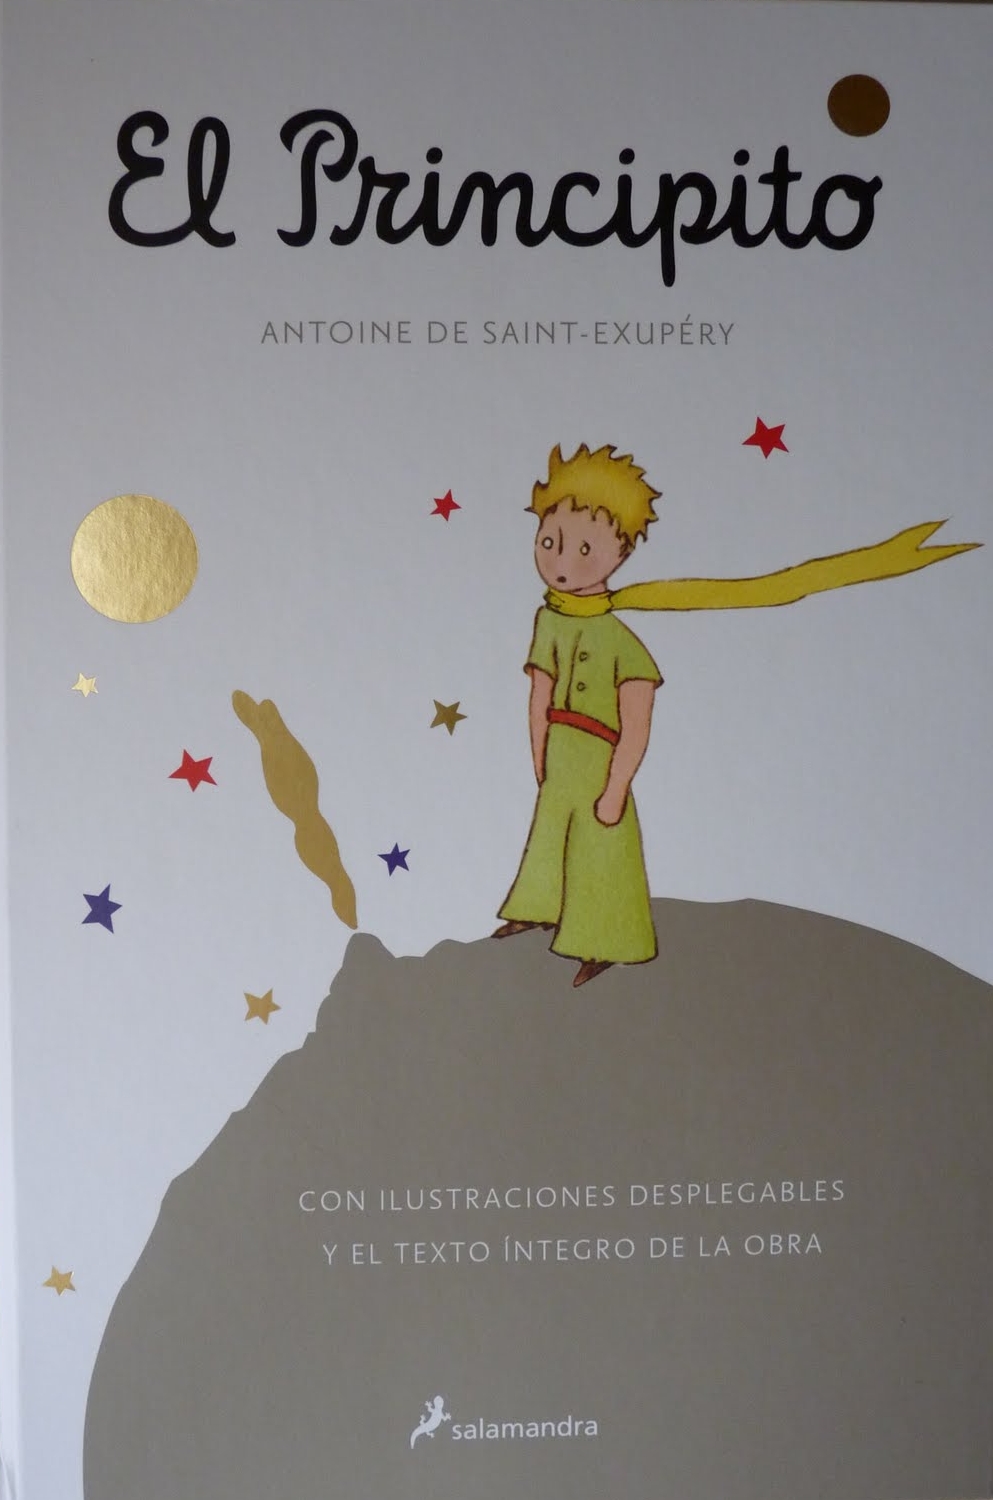 El Principito
ANTOINE DE SAINT-EXUPÉRY
CON ILUSTRACIONES DESPLEGABLES
Y EL TEXTO ÍNTEGRO DE LA OBRA
salamandra